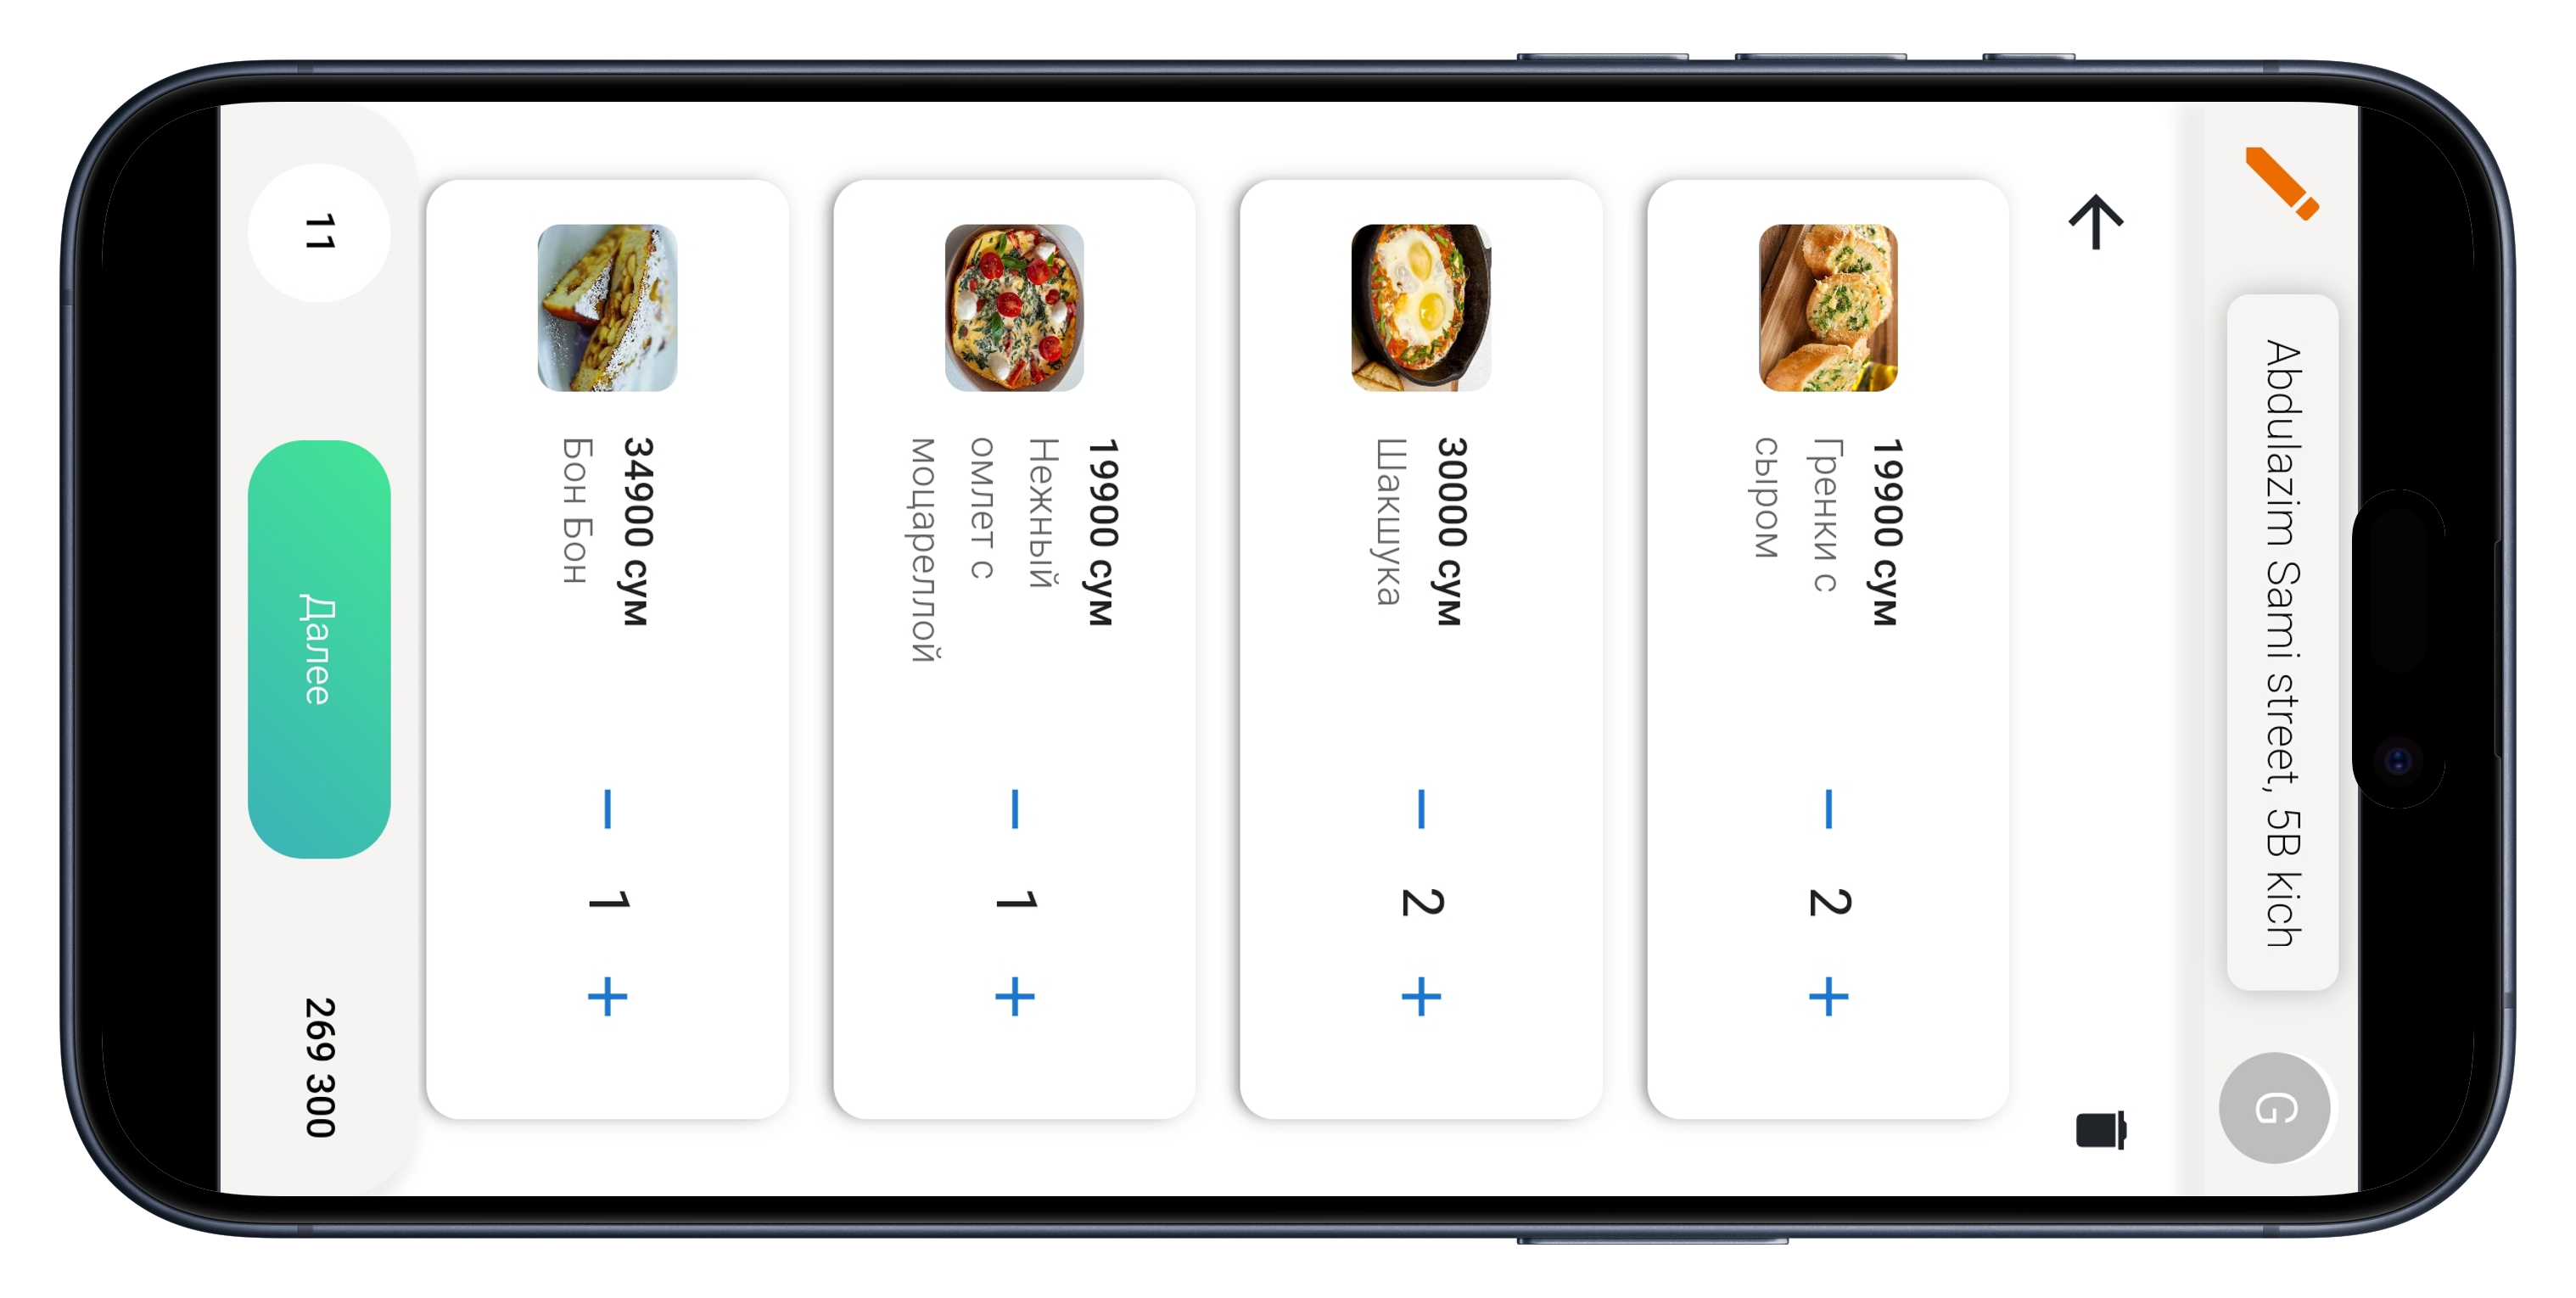 Abdulazim Sami street, 5B kich
G
19900 сум
Гренки с
сыром
2
30000 сум
Шакшука
2
19900 сум
Нежный
омлет с
моцареллой
1
34900 сум
Бон Бон
1
11
Далее
269 300